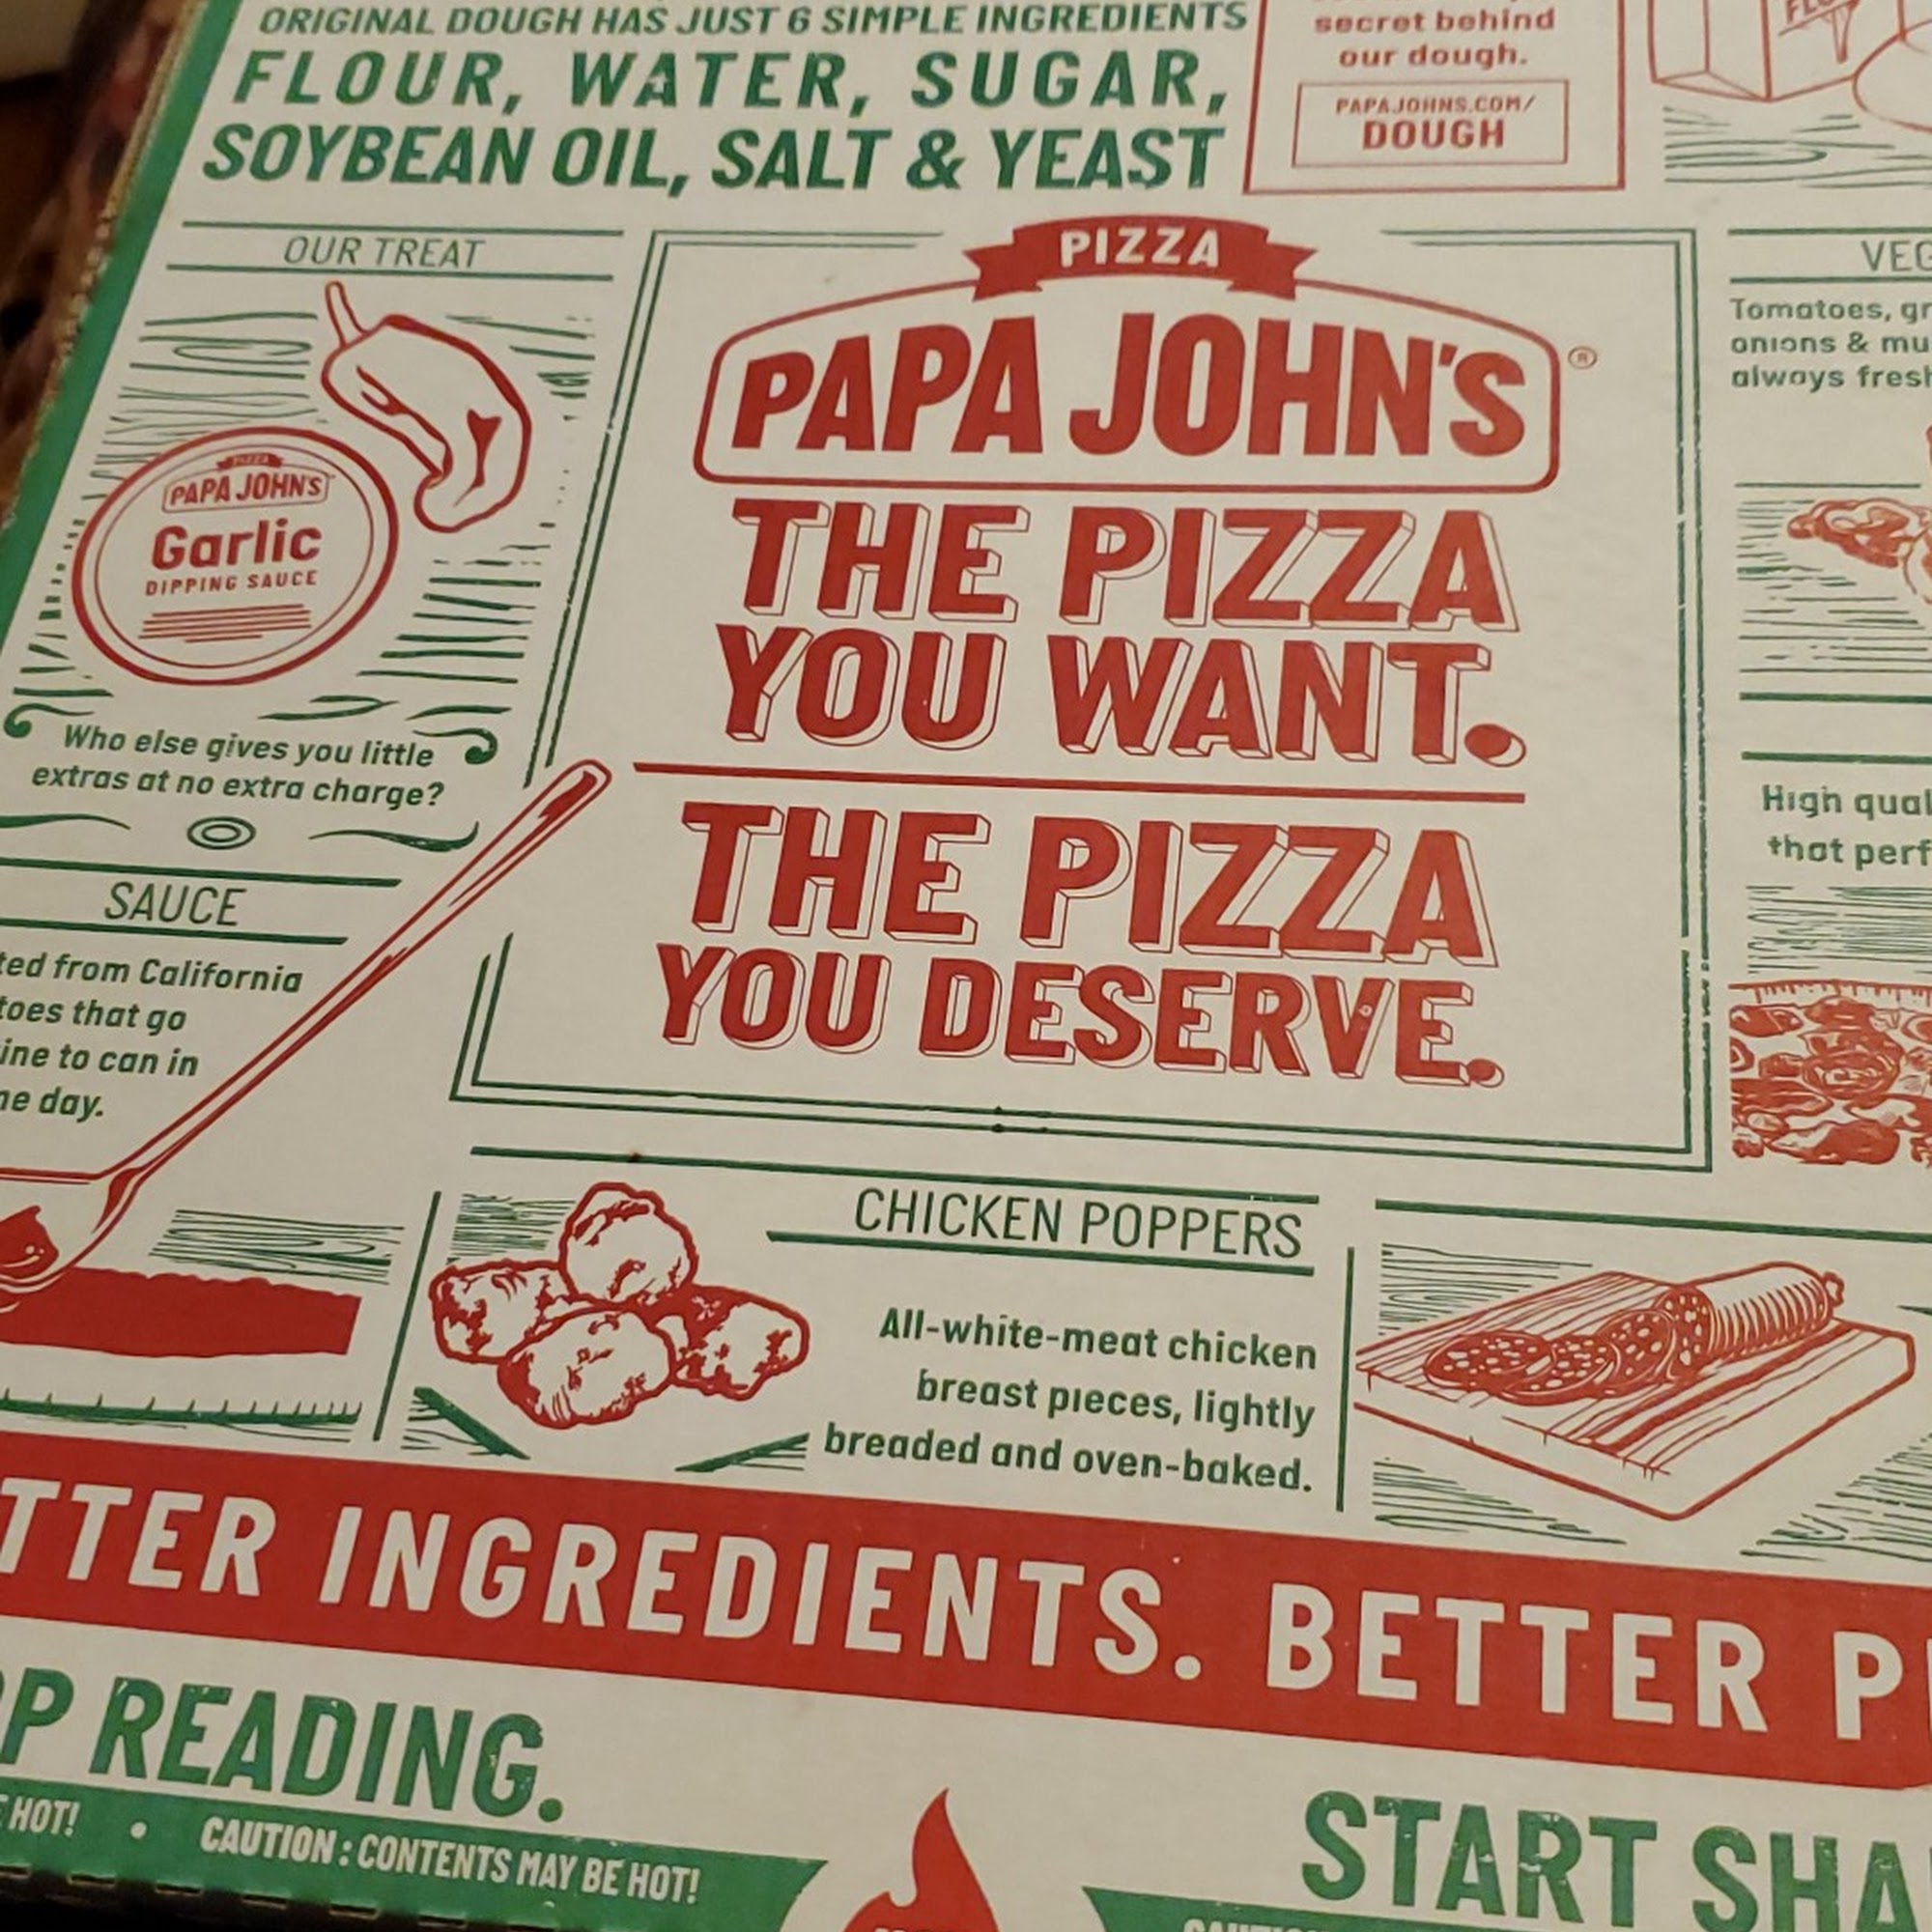 ORIGINAL DOUGH HAS JUST 6 SIMPLE INGREDIENTS
FLOUR, WATER, SUGAR,
SOYBEAN OIL, SALT & YEAST
secret behind
our dough.
PAPAJOHNS.COM/
DOUGH
OUR TREAT
PIZZA
PAPA JOHN'S
Garlic
DIPPING SAUCE
Who else gives you little
extras at no extra charge?
SAUCE
from California
that go
to can in
day.
PIZZA
PAPA JOHN'S®
THE PIZZA
YOU WANT.
THE PIZZA
YOU DESERVE.
Tomatoes,
onions &
always
High
that
CHICKEN POPPERS
All-white-meat chicken
breast pieces, lightly
breaded and oven-baked.
INGREDIENTS. BETTER
READING.
HOT! • CAUTION: CONTENTS MAY BE HOT!
START